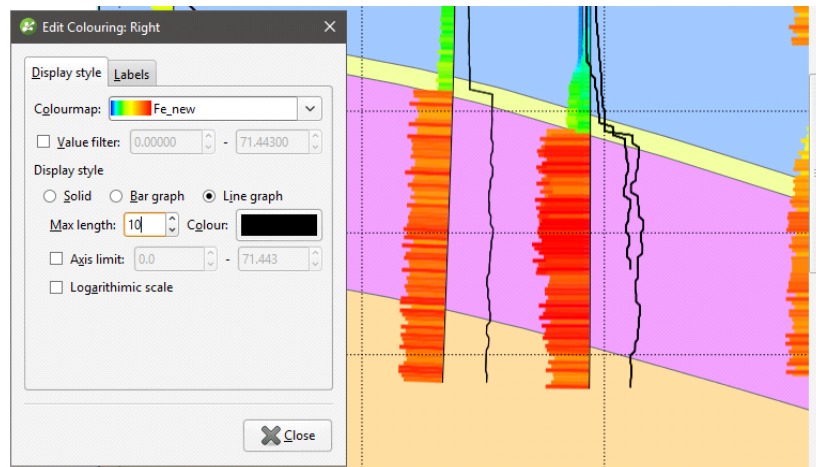 Edit Colouring: Right
Display style Labels
Colourmap: Fe_new
Value filter: 0.00000 - 71.44300
Display style
Solid Bar graph Line graph
Max length: 10 Colour:
Axis limit: 0.0 - 71.443
Logarithmic scale
Close